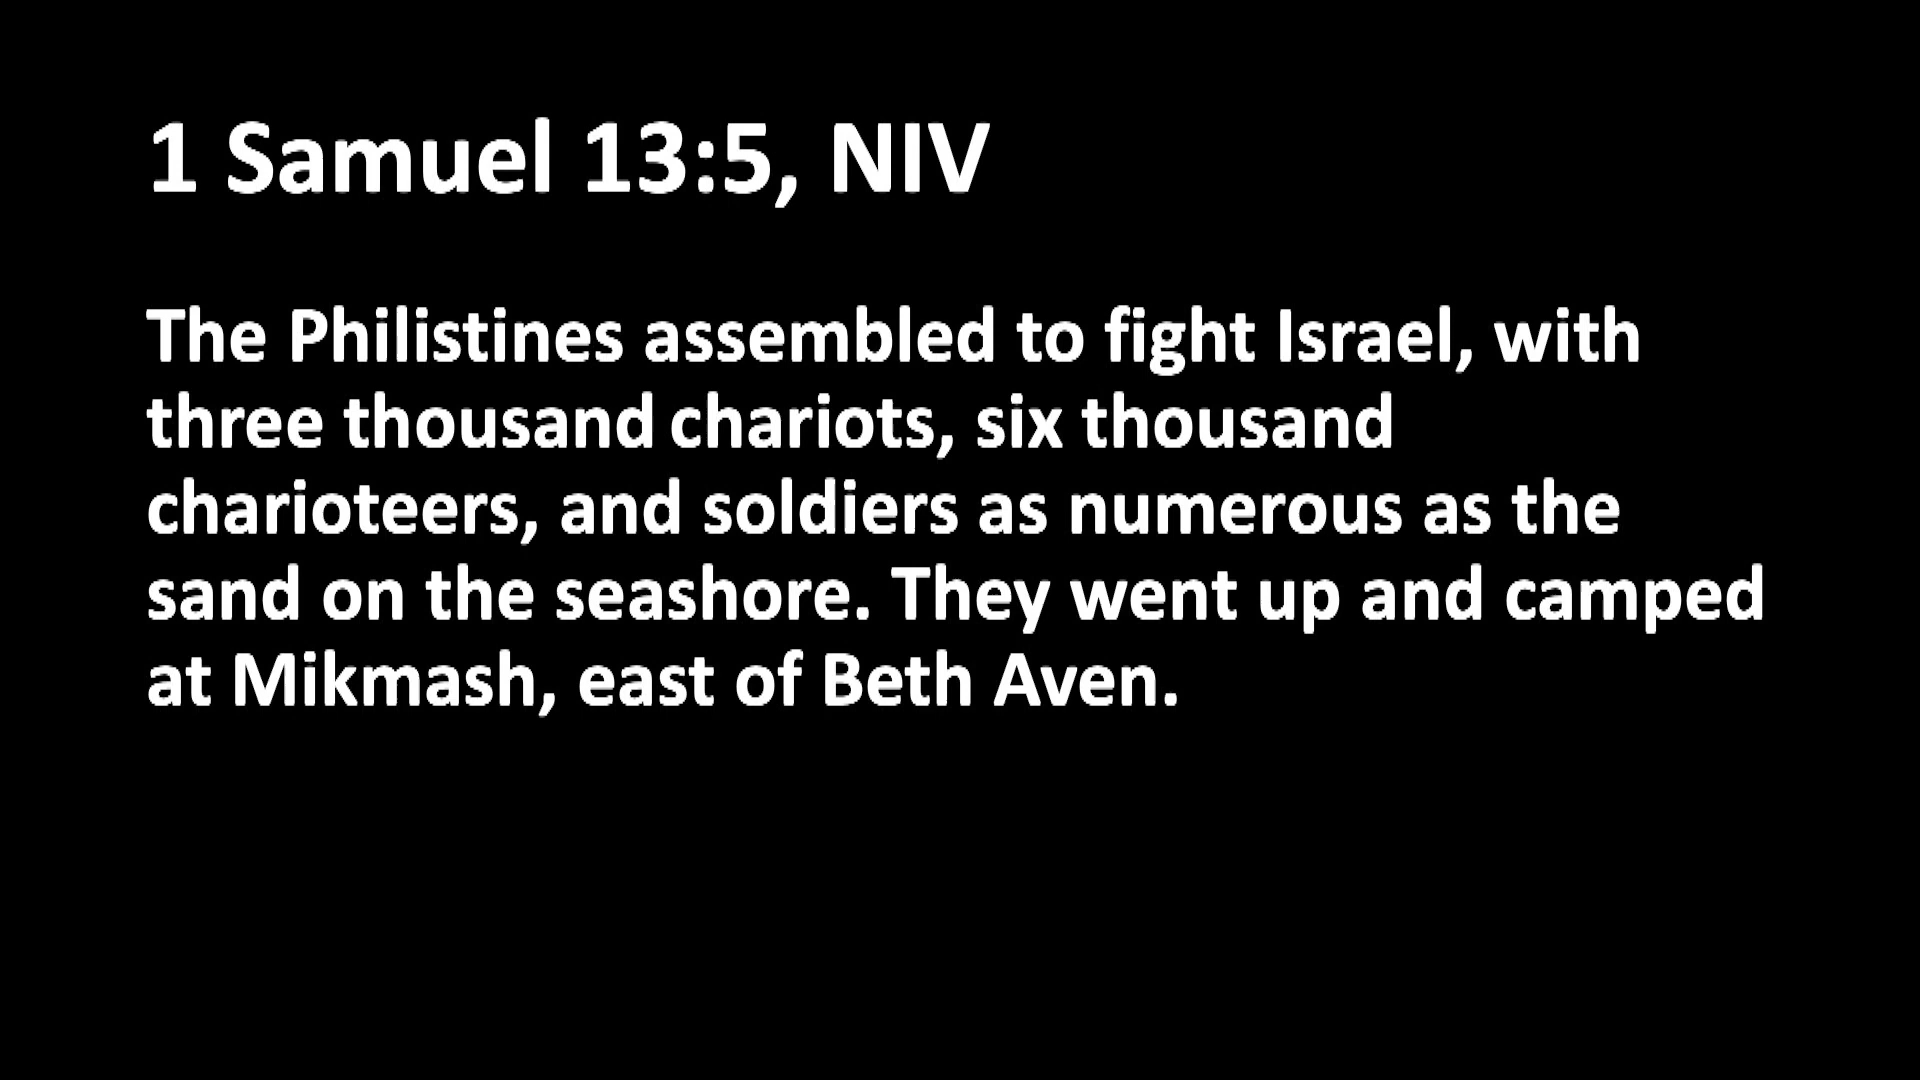 1 Samuel 13:5, NIV
The Philistines assembled to fight Israel, with
three thousand chariots, six thousand
charioteers, and soldiers as numerous as the
sand on the seashore. They went up and camped
at Mikmash, east of Beth Aven.